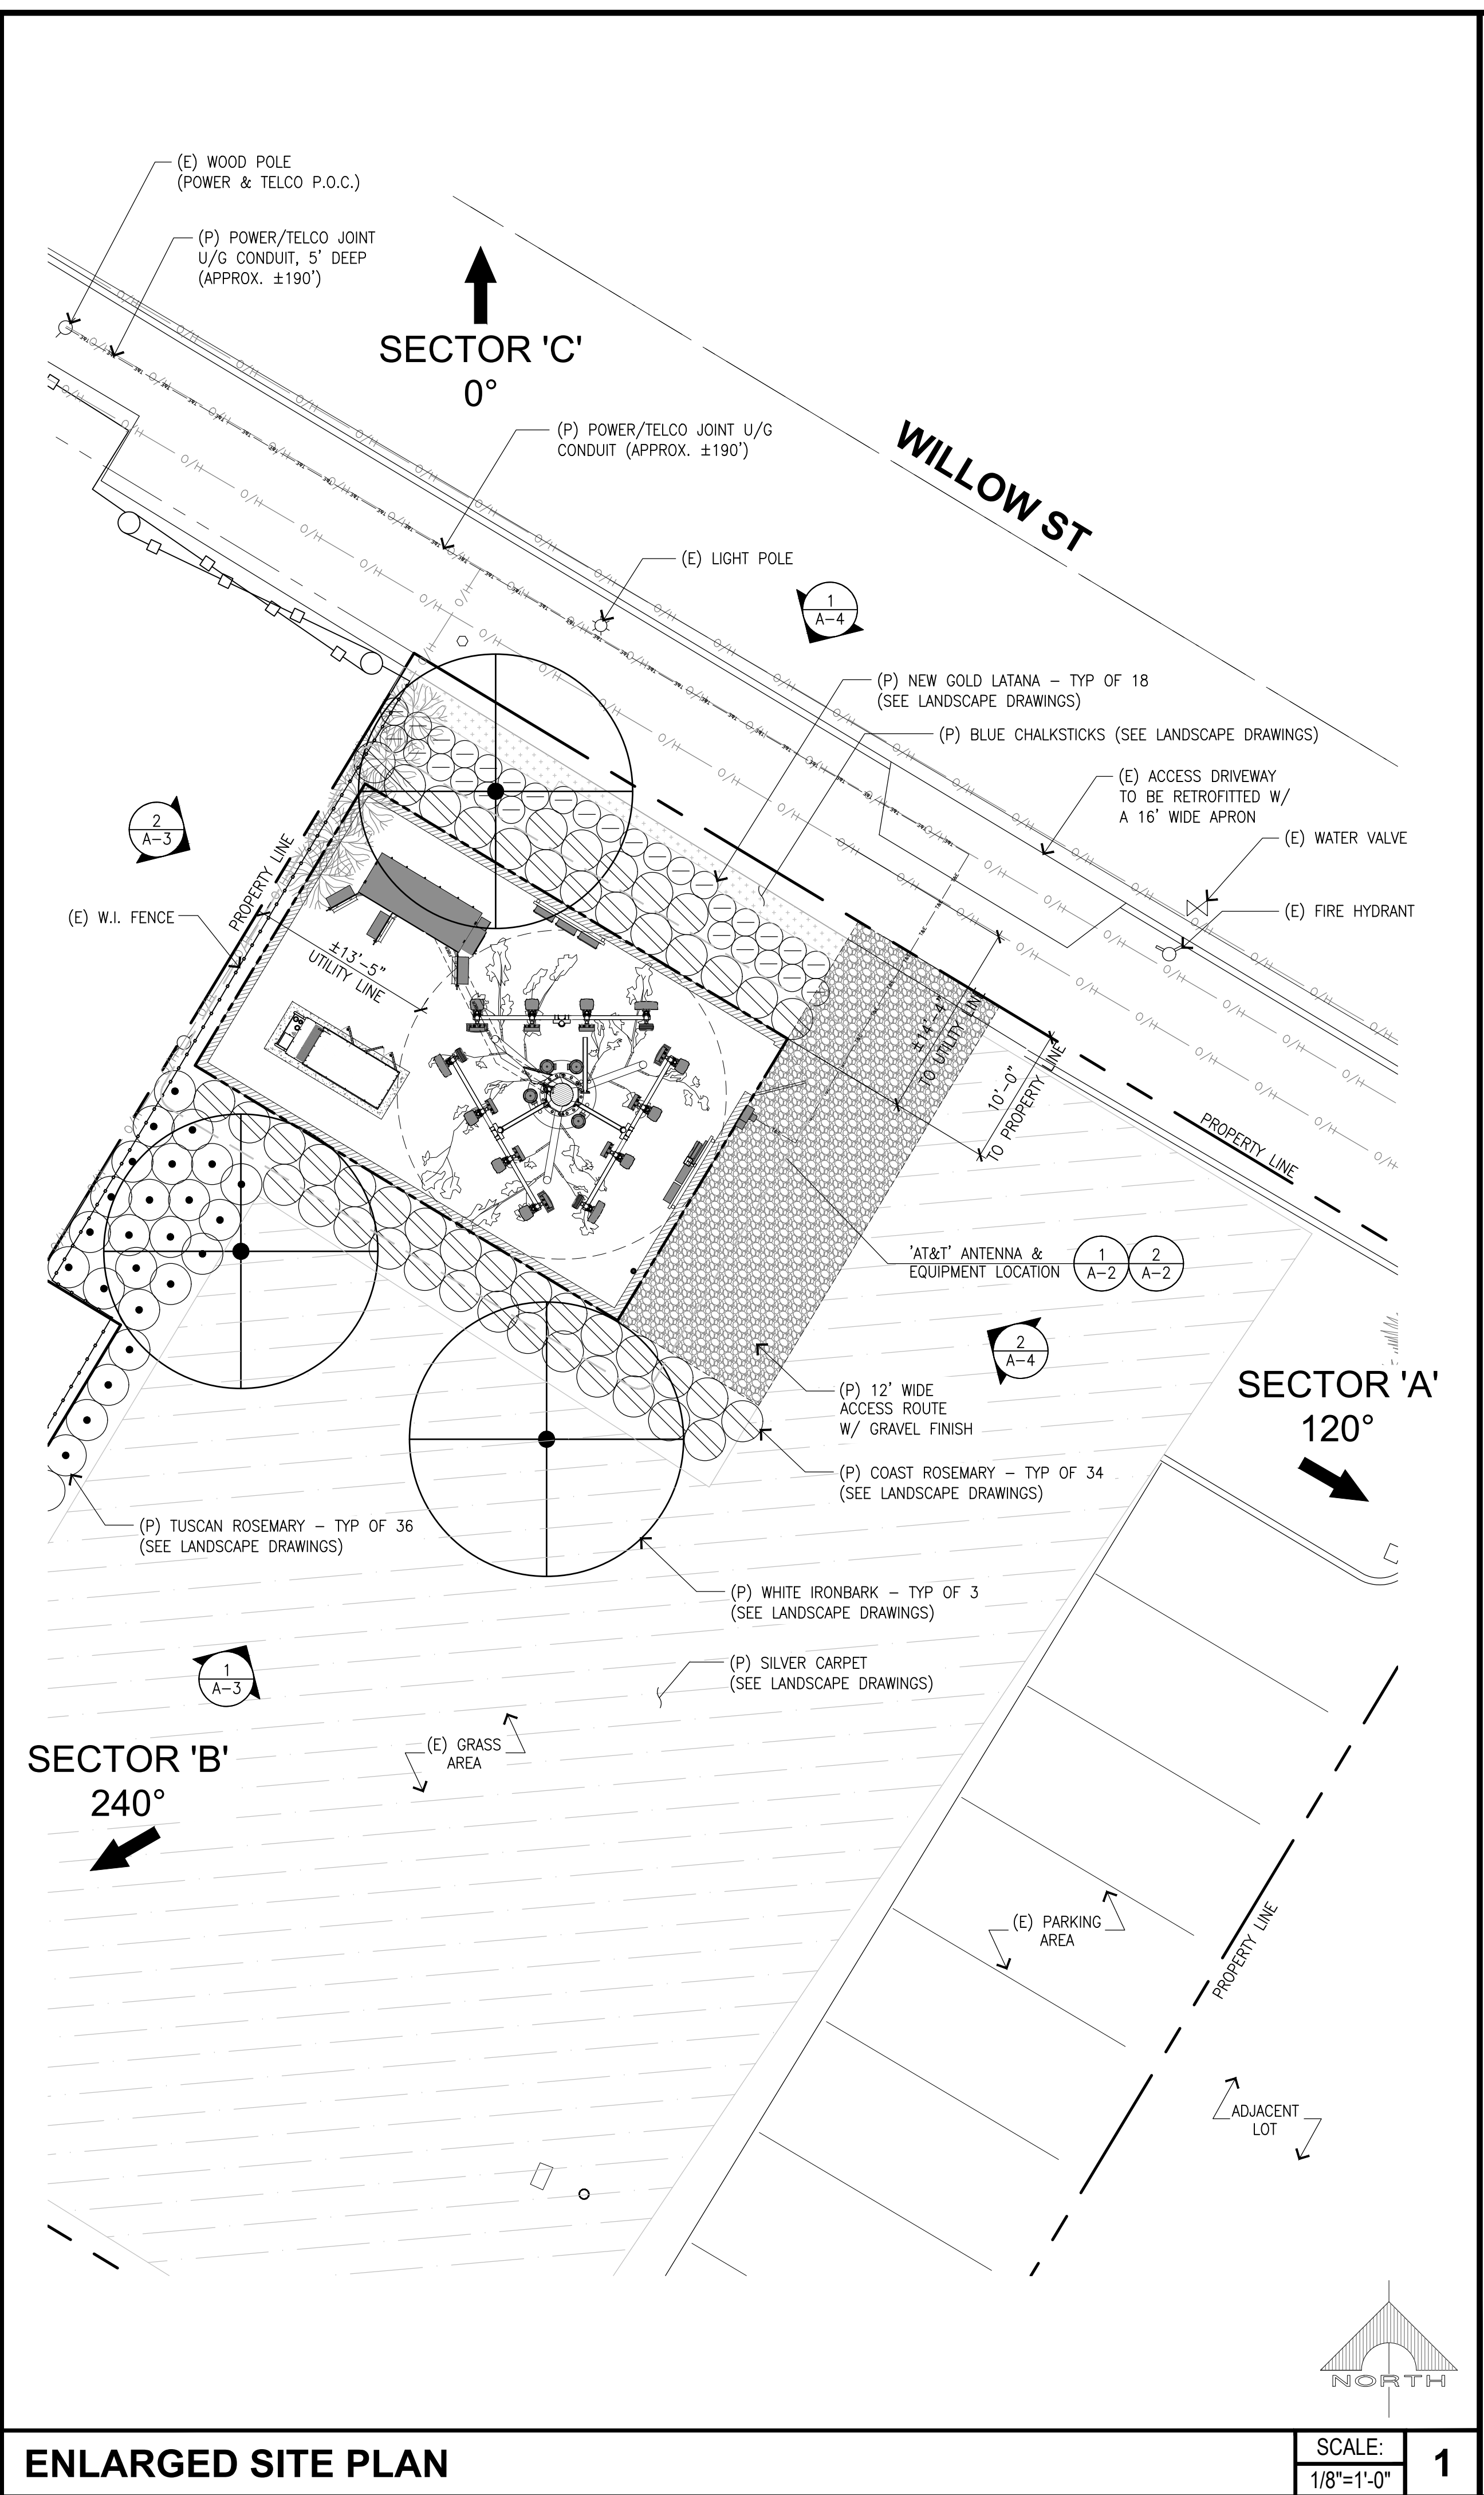 (E) WOOD POLE
(POWER & TELCO P.O.C.)
(P) POWER/TELCO JOINT
U/G CONDUIT, 5' DEEP
(APPROX. ±190')
SECTOR 'C'
0°
(P) POWER/TELCO JOINT U/G
CONDUIT (APPROX. ±190')
WILLOW ST
(E) LIGHT POLE
1
A-4
(P) NEW GOLD LATANA – TYP OF 18
(SEE LANDSCAPE DRAWINGS)
(P) BLUE CHALKSTICKS (SEE LANDSCAPE DRAWINGS)
(E) ACCESS DRIVEWAY
TO BE RETROFITTED W/
A 16' WIDE APRON
(E) WATER VALVE
(E) FIRE HYDRANT
2
A-3
PROPERTY LINE
(E) W.I. FENCE
±13'-5"
UTILITY LINE
±14'-4"
TO UTILITY LINE
10'-0"
TO PROPERTY LINE
PROPERTY LINE
'AT&T' ANTENNA &
EQUIPMENT LOCATION
1
A-2
2
A-2
2
A-4
SECTOR 'A'
120°
(P) 12' WIDE
ACCESS ROUTE
W/ GRAVEL FINISH
(P) COAST ROSEMARY – TYP OF 34
(SEE LANDSCAPE DRAWINGS)
(P) TUSCAN ROSEMARY – TYP OF 36
(SEE LANDSCAPE DRAWINGS)
(P) WHITE IRONBARK – TYP OF 3
(SEE LANDSCAPE DRAWINGS)
(P) SILVER CARPET
(SEE LANDSCAPE DRAWINGS)
1
A-3
(E) GRASS
AREA
SECTOR 'B'
240°
(E) PARKING
AREA
PROPERTY LINE
ADJACENT
LOT
NORTH
ENLARGED SITE PLAN
SCALE:
1/8"=1'-0"
1